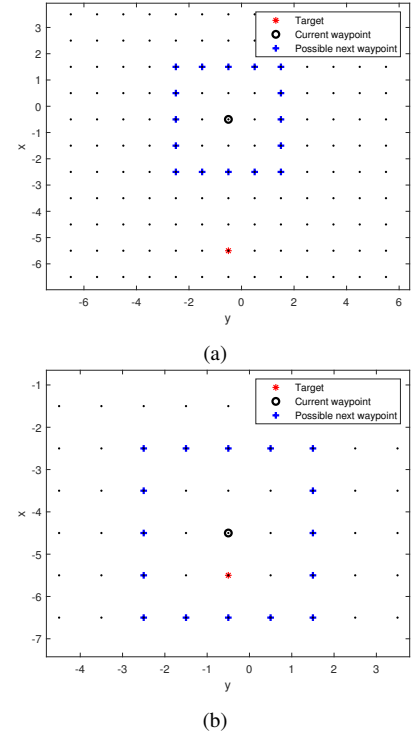 3
2
1
0
-1
-2
-3
-4
-5
-6
x
-6 -4 -2 0 2 4 6
y
Target
Current waypoint
Possible next waypoint
(a)
-1
-2
-3
-4
-5
-6
-7
x
-4 -3 -2 -1 0 1 2 3
y
Target
Current waypoint
Possible next waypoint
(b)